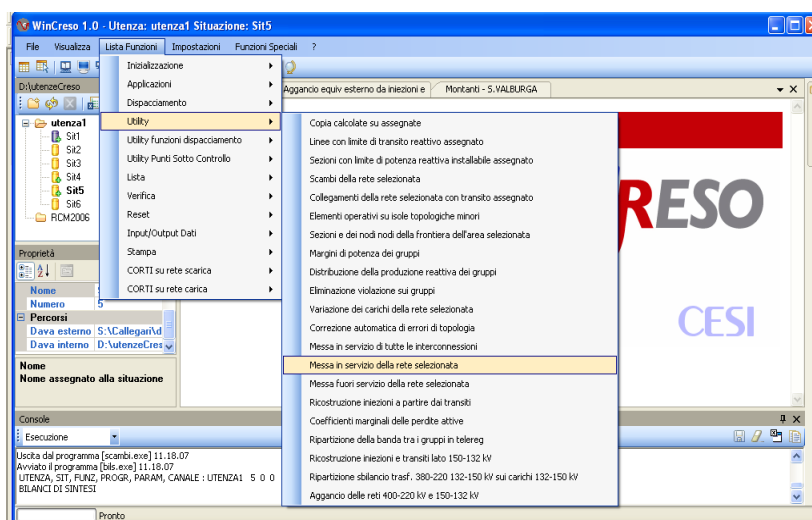 WinCreso 1.0 - Utenza: utenza1 Situazione: Sit5
File Visualizza Lista Funzioni Impostazioni Funzioni Speciali ?
D:\utenzeCreso
Aggancio equiv esterno da iniezioni e Montanti - S.VALBURGA
utenza1
Sit1
Sit2
Sit3
Sit4
Sit5
Sit6
RCM2006
Inizializzazione
Applicazioni
Dispacciamento
Utility
Utility funzioni dispacciamento
Utility Punti Sotto Controllo
Lista
Verifica
Reset
Input/Output Dati
Stampa
CORTI su rete scarica
CORTI su rete carica
Copia calcolate su assegnate
Linee con limite di transito reattivo assegnato
Sezioni con limite di potenza reattiva installabile assegnato
Scambi della rete selezionata
Collegamenti della rete selezionata con transito assegnato
Elementi operativi su isole topologiche minori
Sezioni e dei nodi nodi della frontiera dell'area selezionata
Margini di potenza dei gruppi
Distribuzione della produzione reattiva dei gruppi
Eliminazione violazione sui gruppi
Variazione dei carichi della rete selezionata
Correzione automatica di errori di topologia
Messa in servizio di tutte le interconnessioni
Messa in servizio della rete selezionata
Messa fuori servizio della rete selezionata
Ricostruzione iniezioni a partire dai transiti
Coefficienti marginali delle perdite attive
Ripartizione della banda tra i gruppi in telereg
Ricostruzione iniezioni e transiti lato 150-132 kV
Ripartizione sbilancio trasf. 380-220 132-150 kV sui carichi 132-150 kV
Aggancio delle reti 400-220 kV e 150-132 kV
RESO
CESI
Proprietà
Nome
Numero 5
Percorsi
Dava esterno S:\Callegari\d
Dava interno D:\utenzeCres
Nome
Nome assegnato alla situazione
Console
Esecuzione
Uscita dal programma [scambi.exe] 11.18.07
Avviato il programma [bils.exe] 11.18.07
UTENZA, SIT, FUNZ, PROGR, PARAM, CANALE : UTENZA1 5 0 0
BILANCI DI SINTESI
Pronto